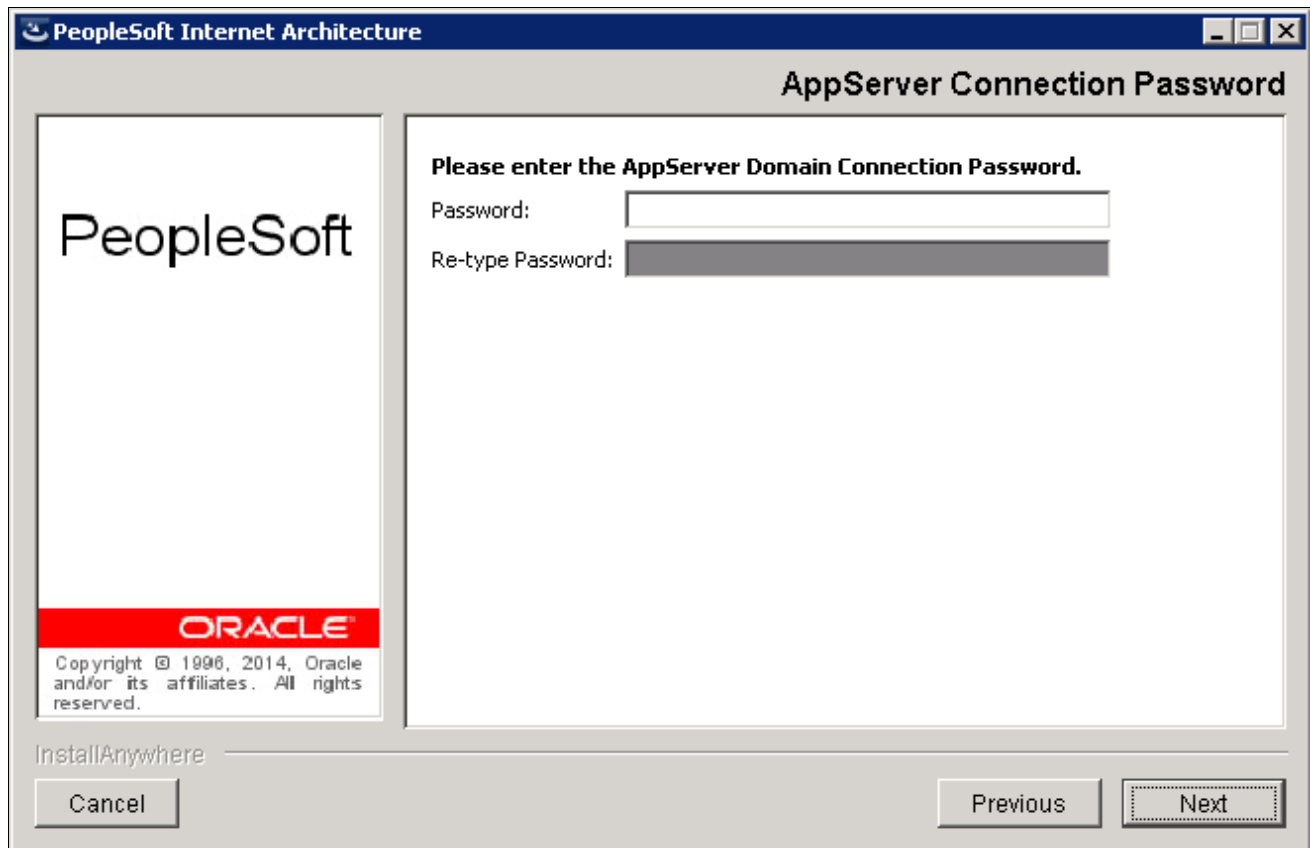 PeopleSoft Internet Architecture
AppServer Connection Password
Please enter the AppServer Domain Connection Password.
Password:
Re-type Password:
PeopleSoft
ORACLE
Copyright © 1996, 2014, Oracle
and/or its affiliates. All rights
reserved.
InstallAnywhere
Cancel
Previous
Next